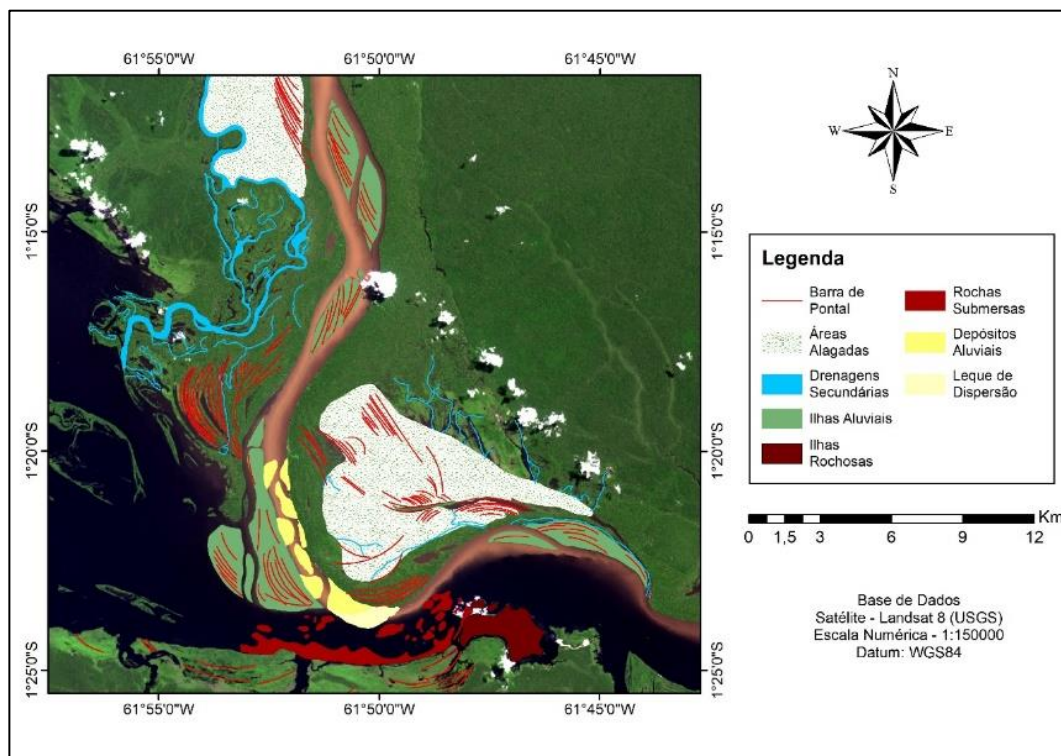 61°55'0"W 61°50'0"W 61°45'0"W
N
W E
S
1°15'0"S 1°15'0"S
1°20'0"S 1°20'0"S
1°25'0"S 1°25'0"S
61°55'0"W 61°50'0"W 61°45'0"W
Legenda
Barra de
Pontal
Áreas
Alagadas
Drenagens
Secundárias
Ilhas Aluviais
Ilhas
Rochosas
Rochas
Submersas
Depósitos
Aluviais
Leque de
Dispersão
Km
0 1,5 3 6 9 12
Base de Dados
Satélite - Landsat 8 (USGS)
Escala Numérica - 1:150000
Datum: WGS84